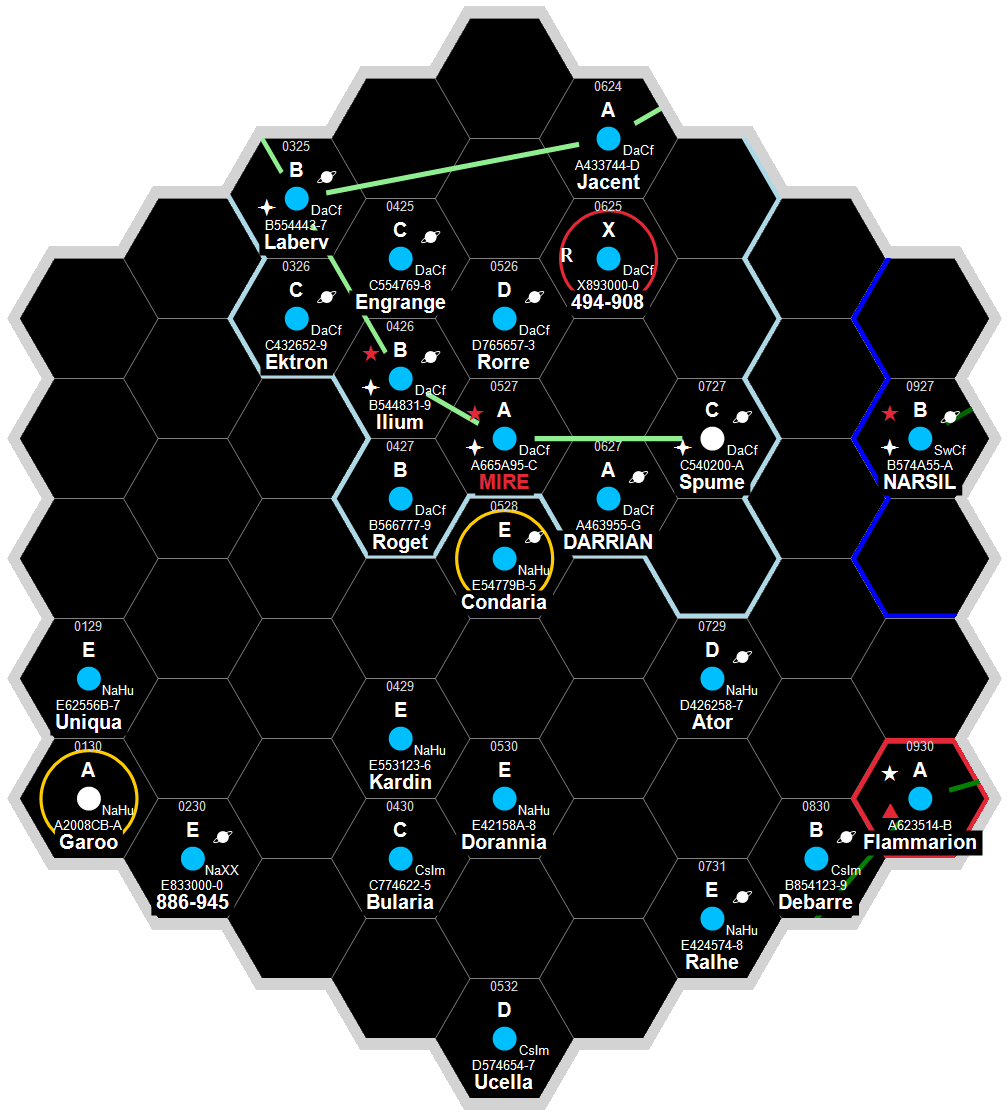 0624
A
DaCf
A433744-D
Jacent
0325
B
DaCf
B554443-7
Laberv
0425
C
DaCf
C554769-8
Engrange
0625
X
R
DaCf
X893000-0
494-908
0326
C
DaCf
C432652-9
Ektron
0526
D
DaCf
D765657-3
Rorre
0426
B
DaCf
B544831-9
Ilium
0527
A
DaCf
A665A95-C
MIRE
0727
C
DaCf
C540200-A
Spume
0927
B
SwCf
B574A55-A
NARSIL
0427
B
DaCf
B566777-9
Roget
0627
A
DaCf
A463955-G
DARRIAN
0528
E
NaHu
E54779B-5
Condaria
0129
E
NaHu
E62556B-7
Uniqua
0729
D
NaHu
D426258-7
Ator
0429
E
NaHu
E553123-6
Kardin
0130
A
NaHu
A2008CB-A
Garoo
0530
E
NaHu
E42158A-8
Dorannia
0930
A
A623514-B
Flammarion
0230
E
NaXX
E833000-0
886-945
0430
C
CsIm
C774622-5
Bularia
0830
B
CsIm
B854123-9
Debarre
0731
E
NaHu
E424574-8
Ralhe
0532
D
CsIm
D574654-7
Ucella